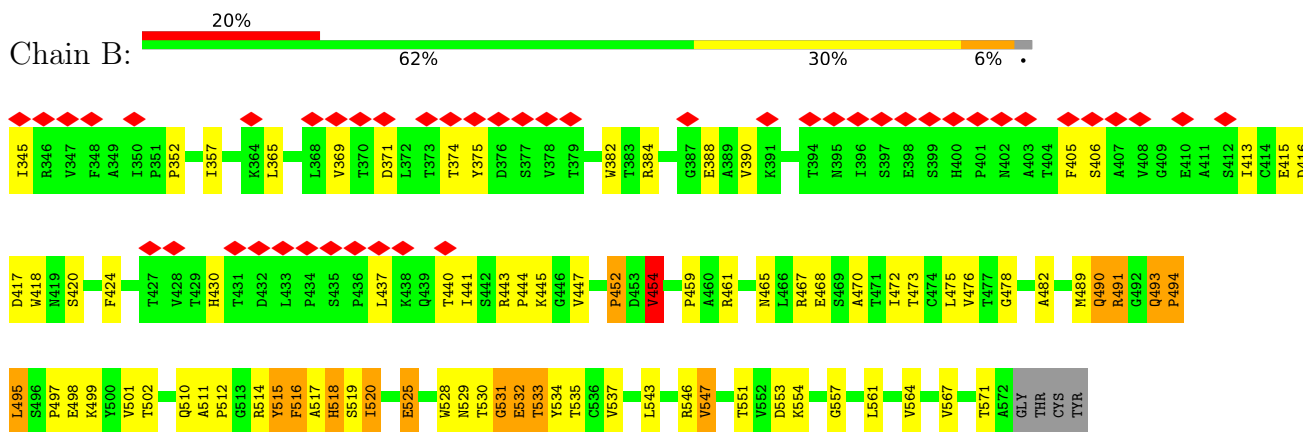 20%
Chain B:
62% 30% 6% •
I345 R346 V347 F348 A349 I350 P351 P352 I357 K364 L365 L368 V369 T370 D371 L372 T373 T374 Y375 D376 S377 V378 T379 W382 T383 R384 G387 E388 A389 V390 K391 T394 N395 I396 S397 E398 S399 H400 P401 N402 A403 T404 F405 S406 A407 V408 G409 E410 A411 S412 I413 C414 E415 D416
D417 W418 N419 S420 F424 T427 V428 T429 H430 T431 D432 L433 P434 S435 P436 L437 K438 Q439 T440 I441 S442 R443 P444 K445 G446 V447 P452 D453 V454 P459 A460 R461 N465 L466 R467 E468 S469 A470 T471 I472 T473 C474 L475 V476 T477 G478 A482 M489 Q490 R491 G492 Q493 P494
L495 S496 P497 E498 K499 Y500 V501 T502 Q510 A511 P512 G513 R514 Y515 F516 A517 H518 S519 I520 E525 W528 N529 T530 G531 E532 T533 Y534 T535 C536 V537 L543 R546 V547 T551 V552 D553 K554 G557 L561 V564 V567 T571 A572 GLY THR CYS TYR